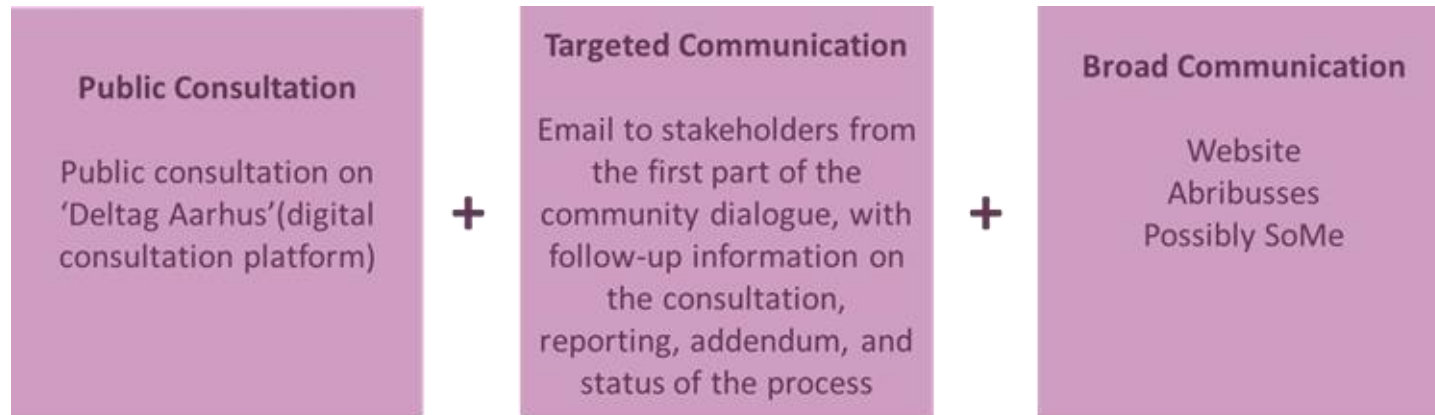 Public Consultation
Public consultation on
‘Deltag Aarhus’(digital
consultation platform)
+
Targeted Communication
Email to stakeholders from
the first part of the
community dialogue, with
follow-up information on
the consultation,
reporting, addendum, and
status of the process
+
Broad Communication
Website
Abribusses
Possibly SoMe